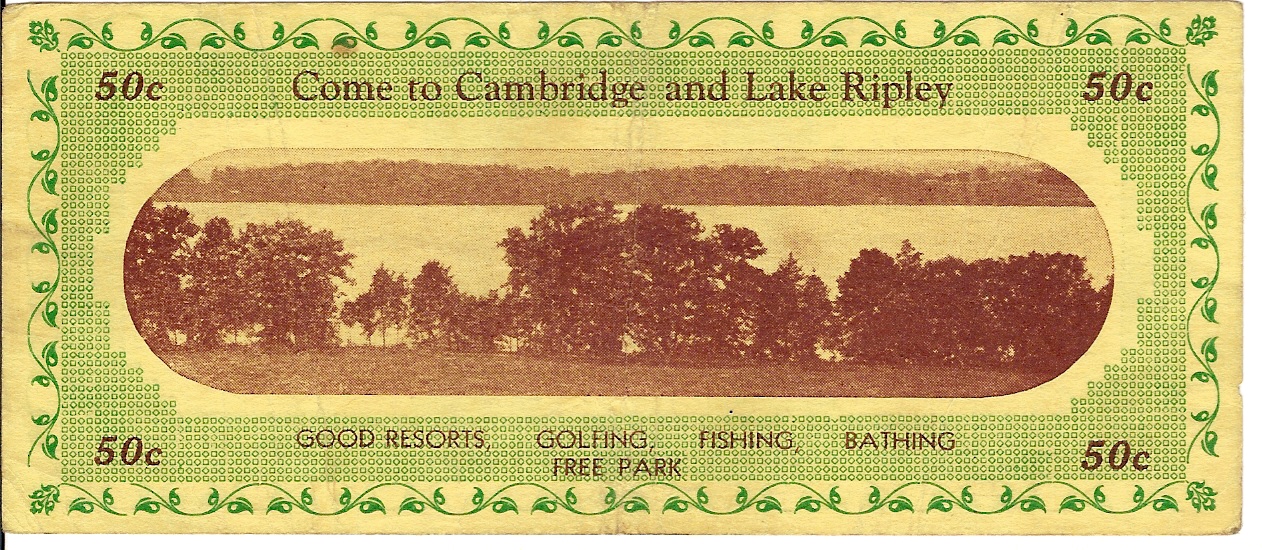 50c Come to Cambridge and Lake Ripley 50c
50c GOOD RESORTS, GOLFING, FISHING, BATHING 50c
FREE PARK